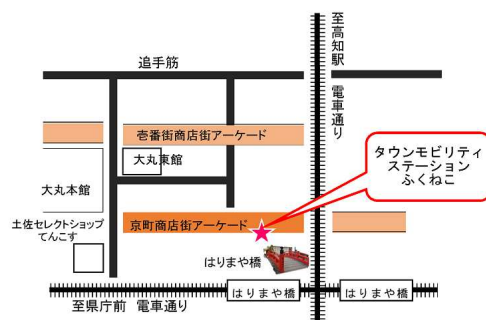 至高知駅
電車通り
追手筋
壱番街商店街アーケード
大丸東館
タウンモビリティ
ステーション
ふくねこ
大丸本館
土佐セレクトショップ
てんこす
京町商店街アーケード
はりまや橋
はりまや橋
はりまや橋
至県庁前 電車通り